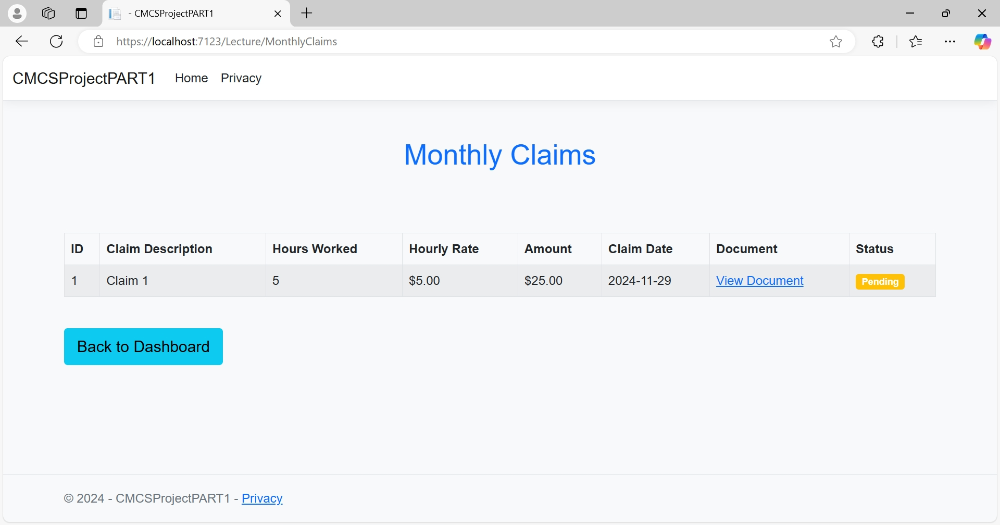 - CMCSProjectPART1
https://localhost:7123/Lecture/MonthlyClaims
CMCSProjectPART1 Home Privacy
Monthly Claims
ID Claim Description Hours Worked Hourly Rate Amount Claim Date Document Status
1 Claim 1 5 $5.00 $25.00 2024-11-29 View Document Pending
Back to Dashboard
© 2024 - CMCSProjectPART1 - Privacy